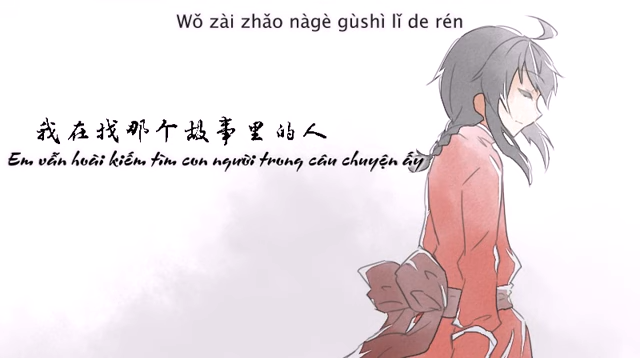 Wǒ zài zhǎo nàgè gùshì lǐ de rén
我在找那个故事里的人
Em vẫn hoài kiếm tìm con người trong câu chuyện ấy